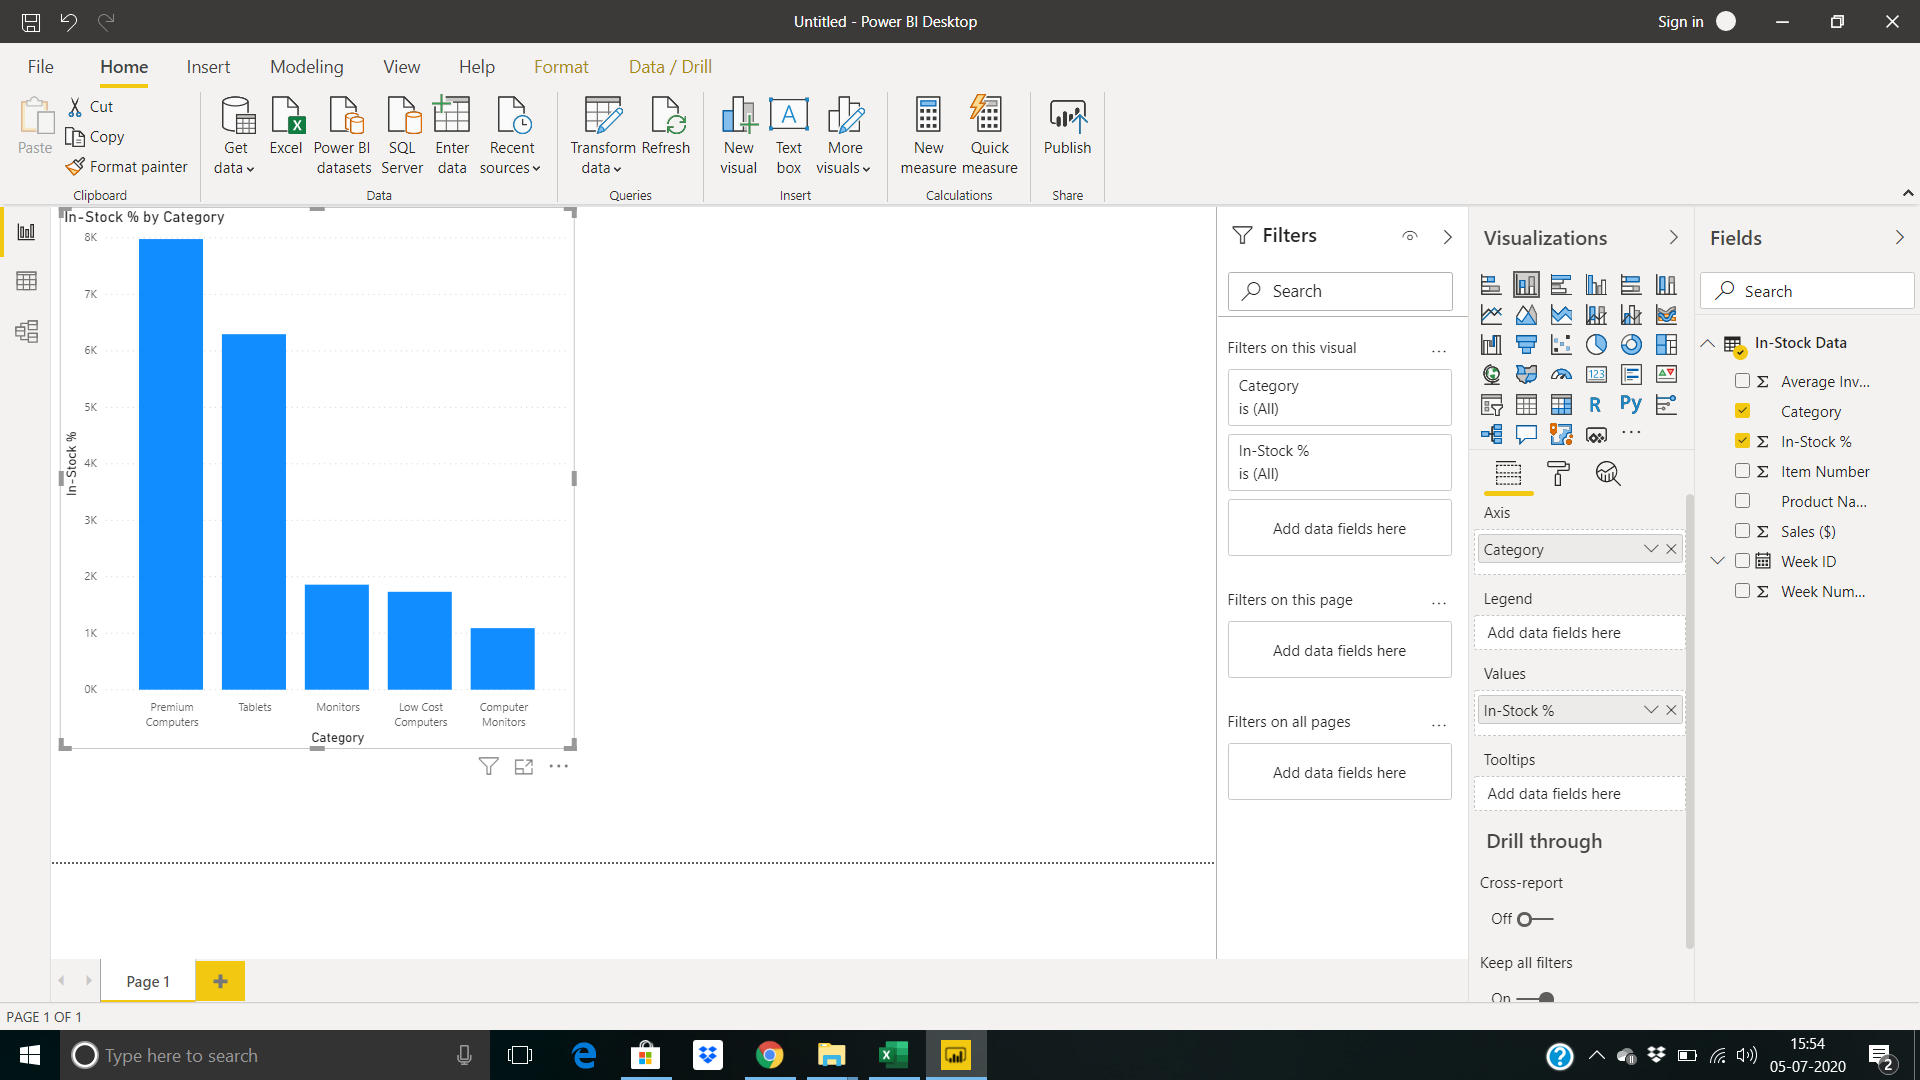 Untitled - Power BI Desktop
Sign in
File Home Insert Modeling View Help Format Data / Drill
Paste
Cut
Copy
Format painter
Clipboard
Get data
Excel
Power BI datasets
SQL Server
Enter data
Recent sources
Data
Transform data
Refresh
Queries
New visual
Text box
More visuals
Insert
New measure
Quick measure
Calculations
Publish
Share
In-Stock % by Category
8K
7K
6K
5K
4K
3K
2K
1K
0K
In-Stock %
Premium Computers
Tablets
Monitors
Low Cost Computers
Computer Monitors
Category
Filters
Search
Filters on this visual
Category
is (All)
In-Stock %
is (All)
Add data fields here
Filters on this page
Add data fields here
Filters on all pages
Add data fields here
Visualizations
123
R
Py
Axis
Category
Legend
Add data fields here
Values
In-Stock %
Tooltips
Add data fields here
Drill through
Cross-report
Off
Keep all filters
On
Fields
Search
In-Stock Data
Average Inv...
Category
In-Stock %
Item Number
Product Na...
Sales ($)
Week ID
Week Num...
Page 1
PAGE 1 OF 1
Type here to search
15:54
05-07-2020
2